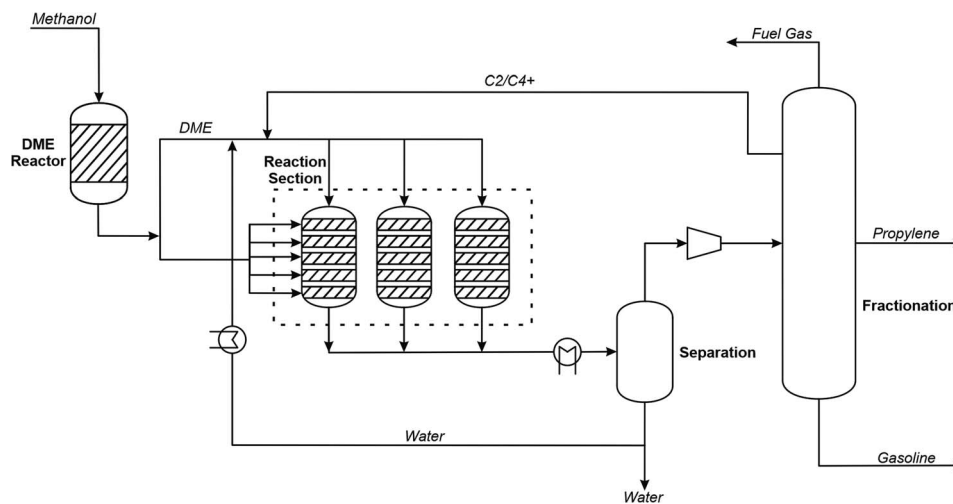 Methanol
Fuel Gas
C2/C4+
DME
DME
Reactor
Reaction
Section
Propylene
Fractionation
Separation
Water
Gasoline
Water